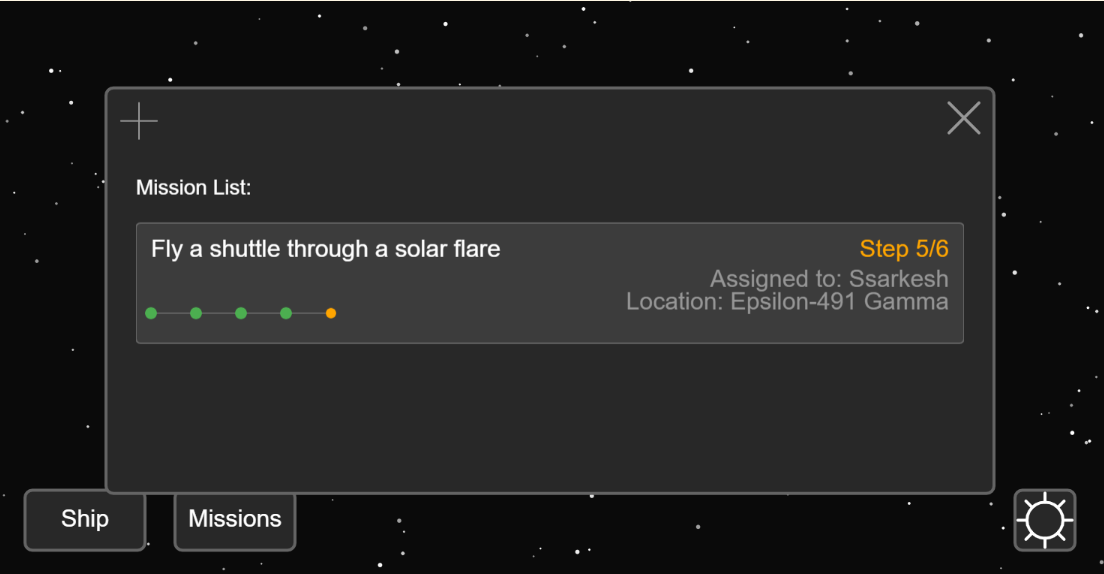 Mission List:
Fly a shuttle through a solar flare
Step 5/6
Assigned to: Ssarkesh
Location: Epsilon-491 Gamma
Ship
Missions